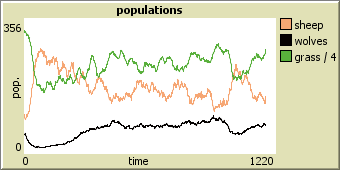 populations
356
pop.
0
0
time
1220
sheep
wolves
grass / 4